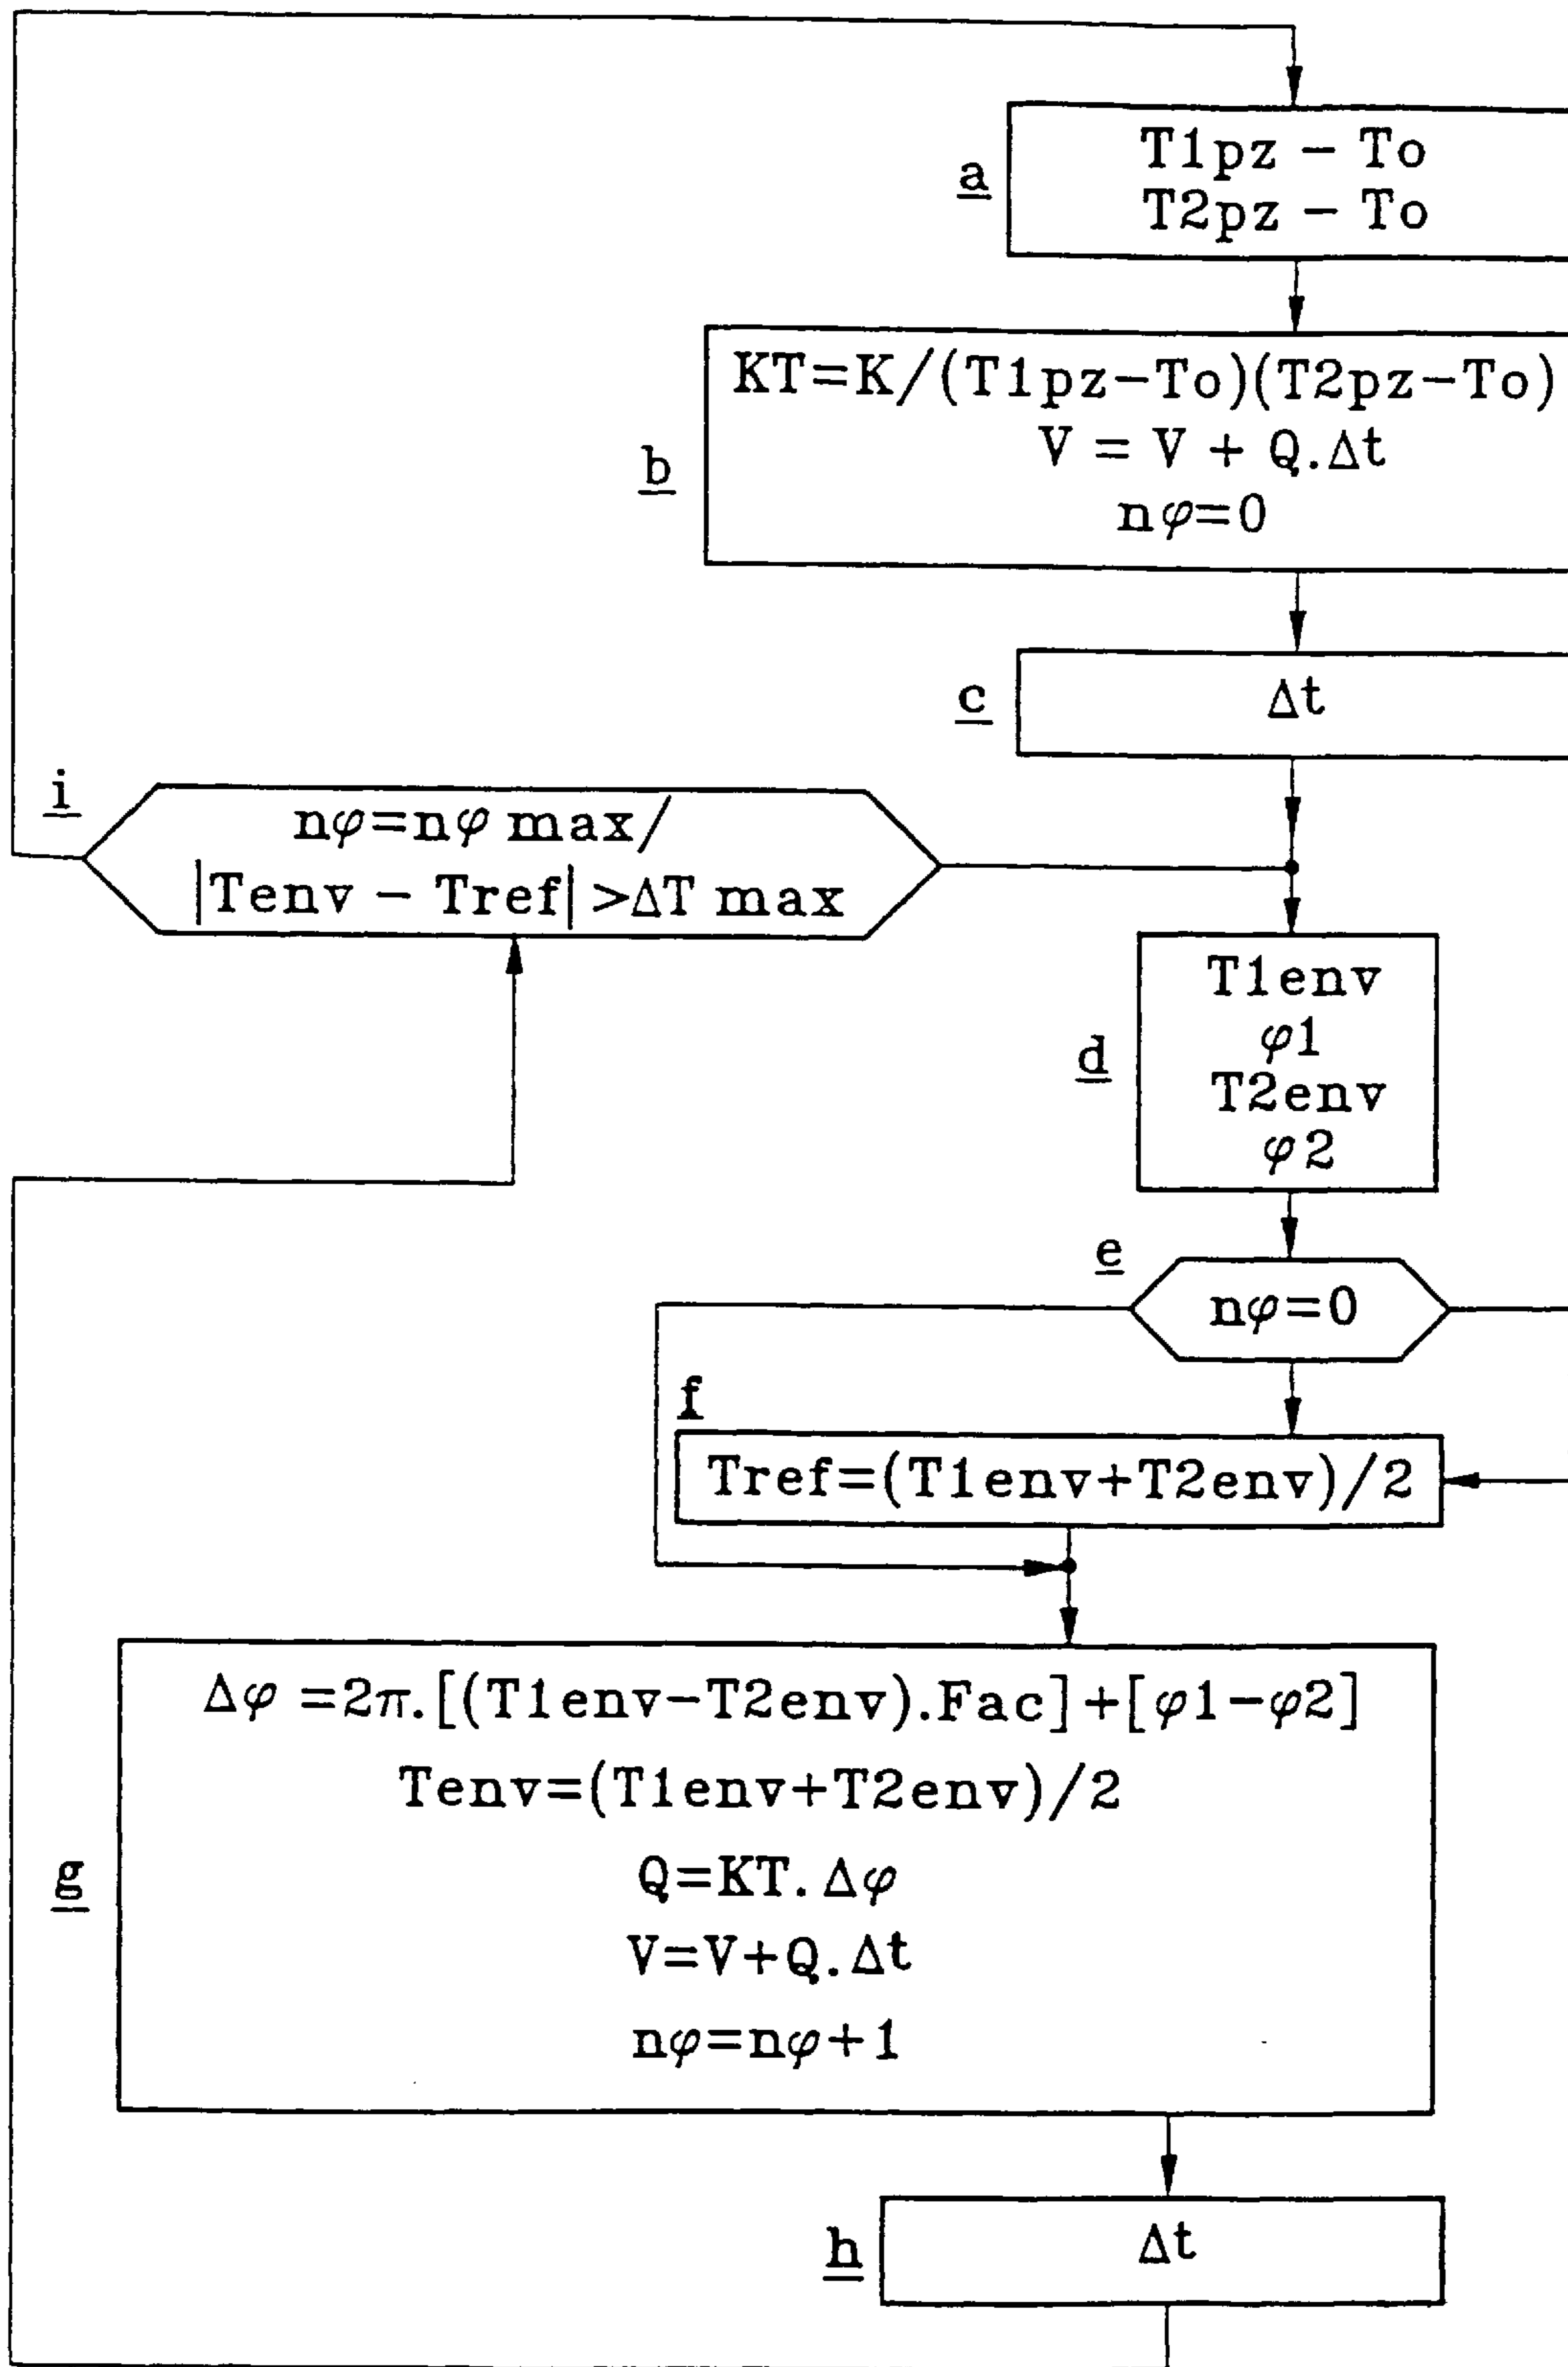 T1pz - To
a
T2pz - To
KT=K/(T1pz-To)(T2pz-To)
V = V + Q.Δt
b
nφ=0
c
Δt
i
nφ=nφ max/
|Tenv - Tref| >ΔT max
T1env
φ1
d
T2env
φ2
e
nφ=0
f
Tref=(T1env+T2env)/2
Δφ =2π.[(T1env-T2env).Fac]+[φ1-φ2]
Tenv=(T1env+T2env)/2
g
Q=KT. Δφ
V=V+Q.Δt
nφ=nφ+1
h
Δt